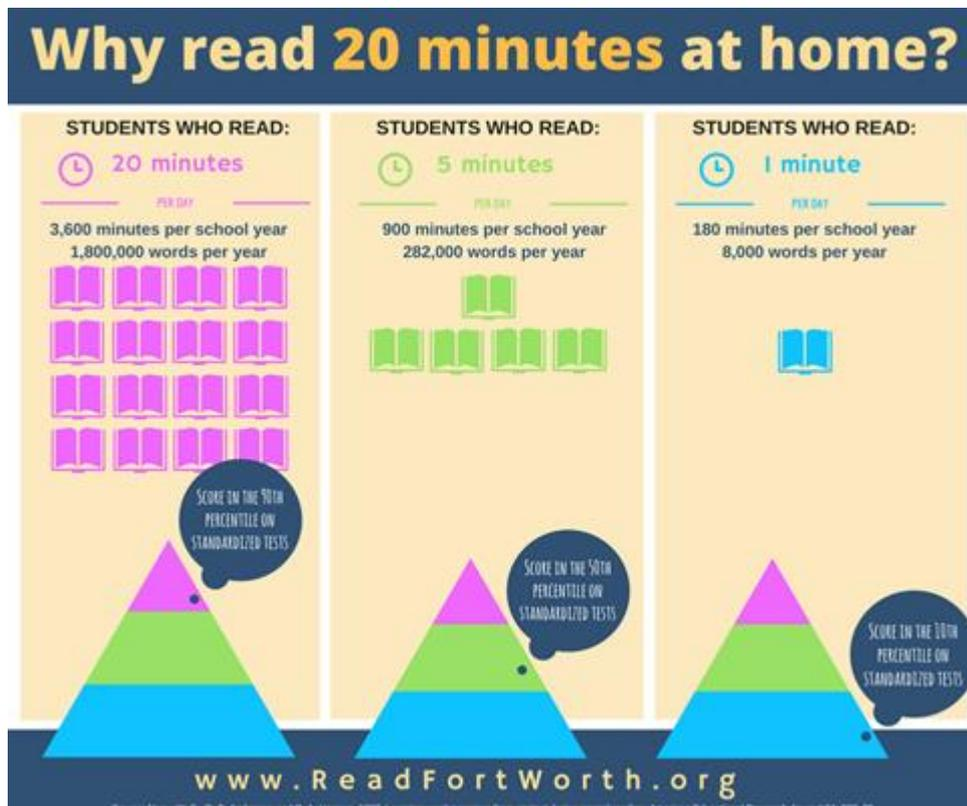 Why read 20 minutes at home?
STUDENTS WHO READ:
20 minutes
PER DAY
3,600 minutes per school year
1,800,000 words per year
SCORE IN THE 90TH
PERCENTILE ON
STANDARDIZED TESTS
STUDENTS WHO READ:
5 minutes
PER DAY
900 minutes per school year
282,000 words per year
SCORE IN THE 50TH
PERCENTILE ON
STANDARDIZED TESTS
STUDENTS WHO READ:
1 minute
PER DAY
180 minutes per school year
8,000 words per year
SCORE IN THE 10TH
PERCENTILE ON
STANDARDIZED TESTS
www.ReadFortWorth.org